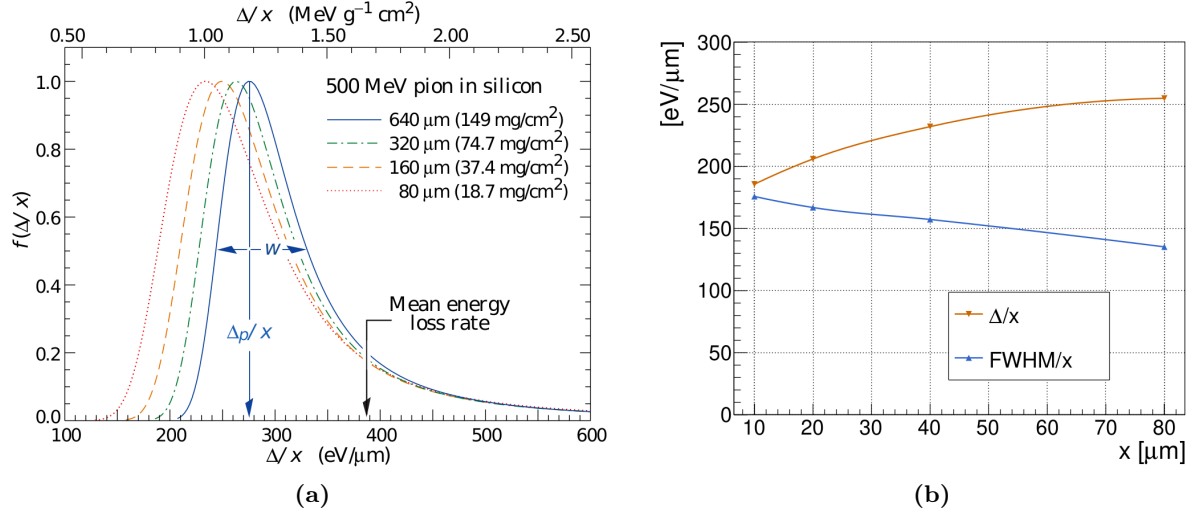 Δ/x (MeV g⁻¹ cm²)
0.50 1.00 1.50 2.00 2.50
500 MeV pion in silicon
640 μm (149 mg/cm²)
320 μm (74.7 mg/cm²)
160 μm (37.4 mg/cm²)
80 μm (18.7 mg/cm²)
1.0
0.8
1.0
0.4
0.2
0.0
f(Δ/x)
w
Δp/x
Mean energy
loss rate
100 200 300 400 500 600
Δ/x (eV/μm)
(a)
[eV/μm]
300
250
200
150
100
50
0
Δ/x
FWHM/x
10 20 30 40 50 60 70 80
x [μm]
(b)